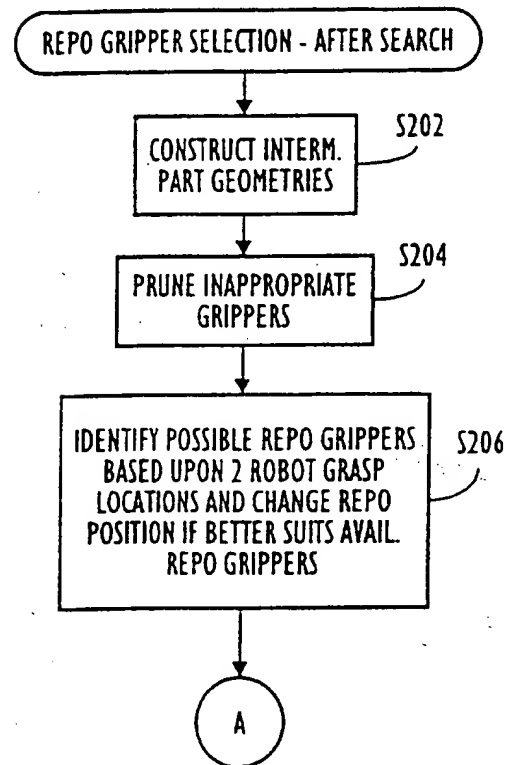 REPO GRIPPER SELECTION - AFTER SEARCH
S202
CONSTRUCT INTERM.
PART GEOMETRIES
S204
PRUNE INAPPROPRIATE
GRIPPERS
S206
IDENTIFY POSSIBLE REPO GRIPPERS
BASED UPON 2 ROBOT GRASP
LOCATIONS AND CHANGE REPO
POSITION IF BETTER SUITS AVAIL.
REPO GRIPPERS
A